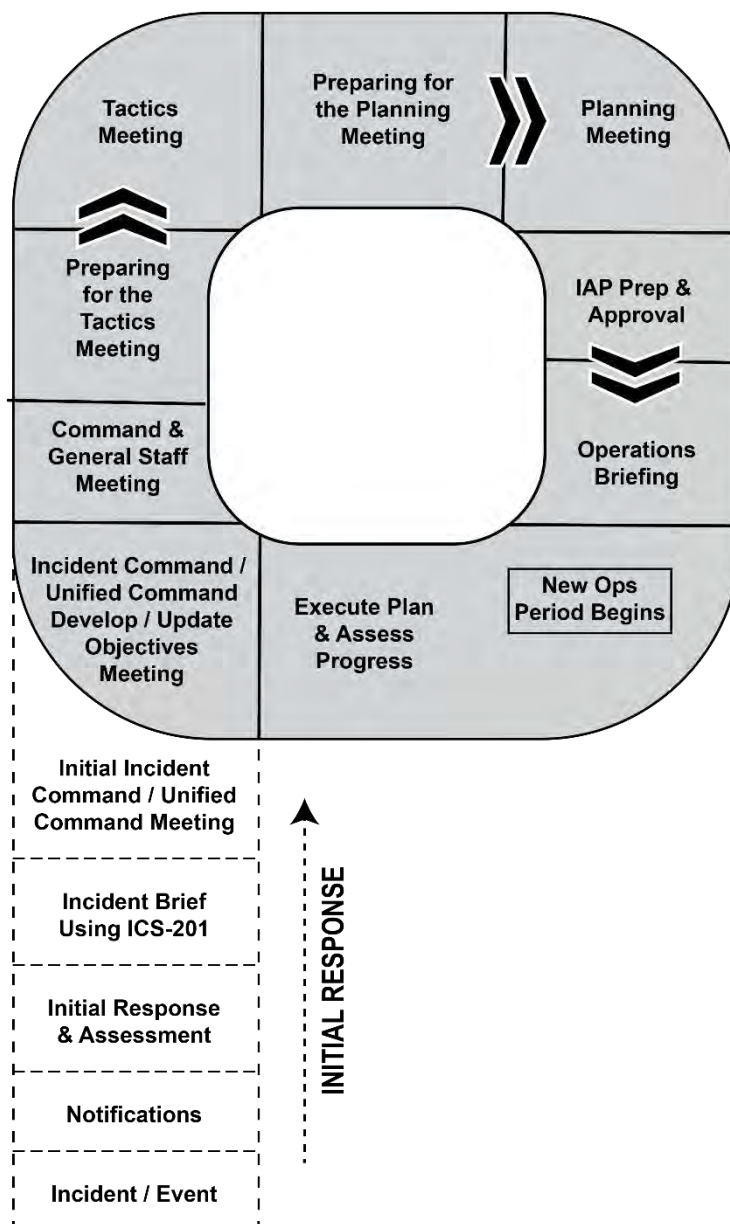 Tactics
Meeting
Preparing for
the Planning
Meeting
Planning
Meeting
Preparing
for the
Tactics
Meeting
IAP Prep &
Approval
Command &
General Staff
Meeting
Operations
Briefing
Incident Command /
Unified Command
Develop / Update
Objectives
Meeting
Execute Plan
& Assess
Progress
New Ops
Period Begins
Initial Incident
Command / Unified
Command Meeting
Incident Brief
Using ICS-201
Initial Response
& Assessment
Notifications
Incident / Event
INITIAL RESPONSE